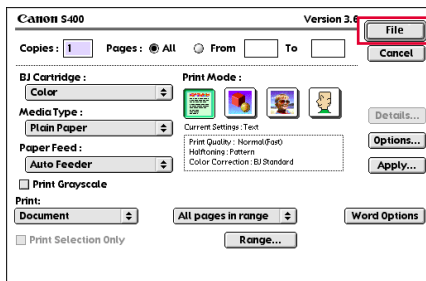 Canon S400 Version 3.6
File
Copies : 1 Pages : All From To
Cancel
BJ Cartridge :
Color
Print Mode :
Media Type :
Plain Paper
Current Settings : Text
Details...
Print Quality : Normal(Fast)
Halftoning : Pattern
Color Correction : BJ Standard
Options...
Paper Feed :
Auto Feeder
Apply...
Print Grayscale
Print:
Document All pages in range Word Options
Print Selection Only Range...